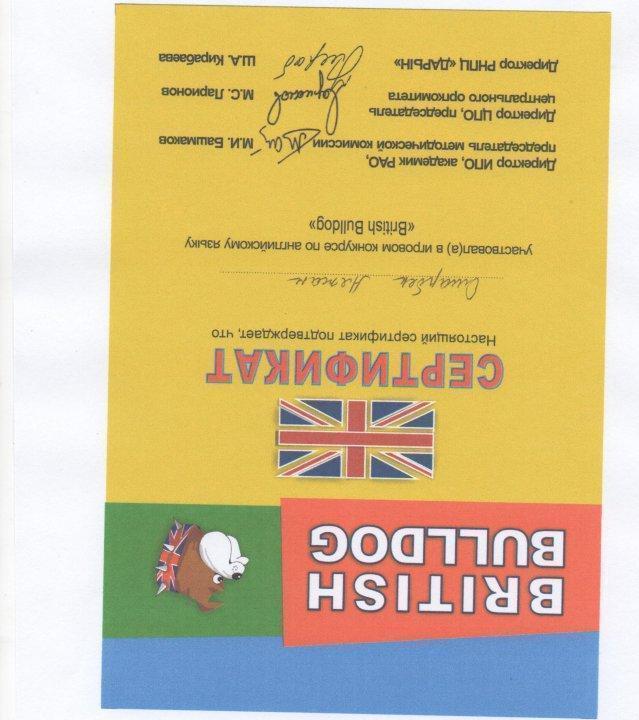 BRITISH
BULLDOG
СЕРТИФИКАТ
Настоящий сертификат подтверждает, что
участвовал(а) в игровом конкурсе по английскому языку
«British Bulldog»
Директор ИПО, академик РАО,
председатель методической комиссии М.И. Башмаков
Директор ЦПО, председатель
центрального оргкомитета М.С. Ларионов
Директор РНПЦ «ДАРЫН» Ш.А. Кирабаева